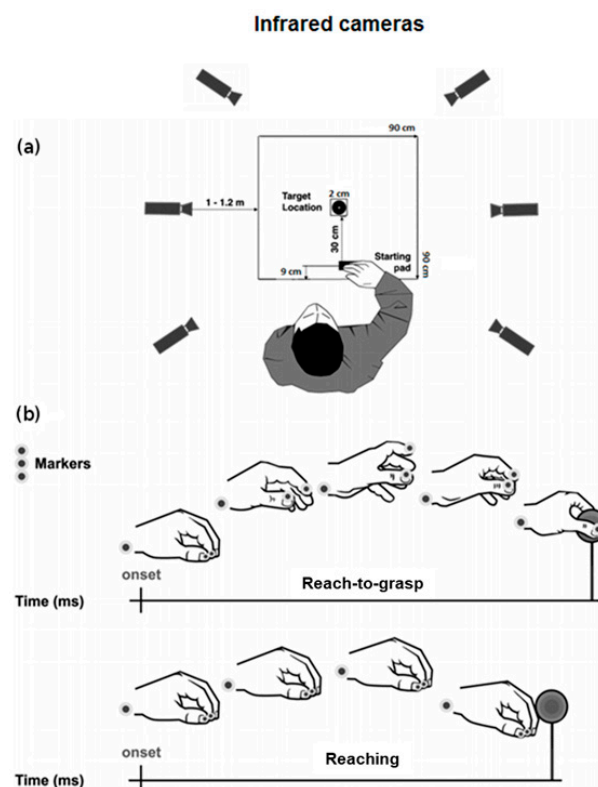 Infrared cameras
(a)
90 cm
1 - 1.2 m
Target
Location
2 cm
30 cm
Starting
pad
9 cm
90 cm
(b)
Markers
onset
Reach-to-grasp
Time (ms)
onset
Reaching
Time (ms)